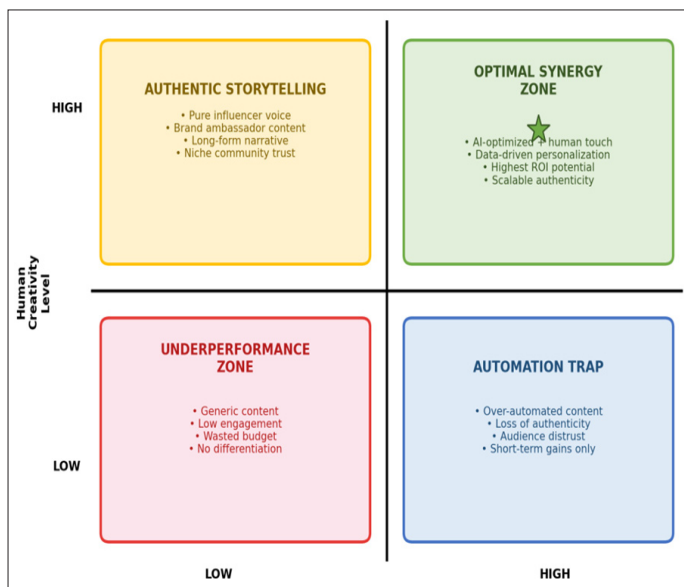 HIGH
AUTHENTIC STORYTELLING
• Pure influencer voice
• Brand ambassador content
• Long-form narrative
• Niche community trust
OPTIMAL SYNERGY
ZONE
• AI-optimized + human touch
• Data-driven personalization
• Highest ROI potential
• Scalable authenticity
Human
Creativity
Level
LOW
UNDERPERFORMANCE
ZONE
• Generic content
• Low engagement
• Wasted budget
• No differentiation
AUTOMATION TRAP
• Over-automated content
• Loss of authenticity
• Audience distrust
• Short-term gains only
LOW
HIGH